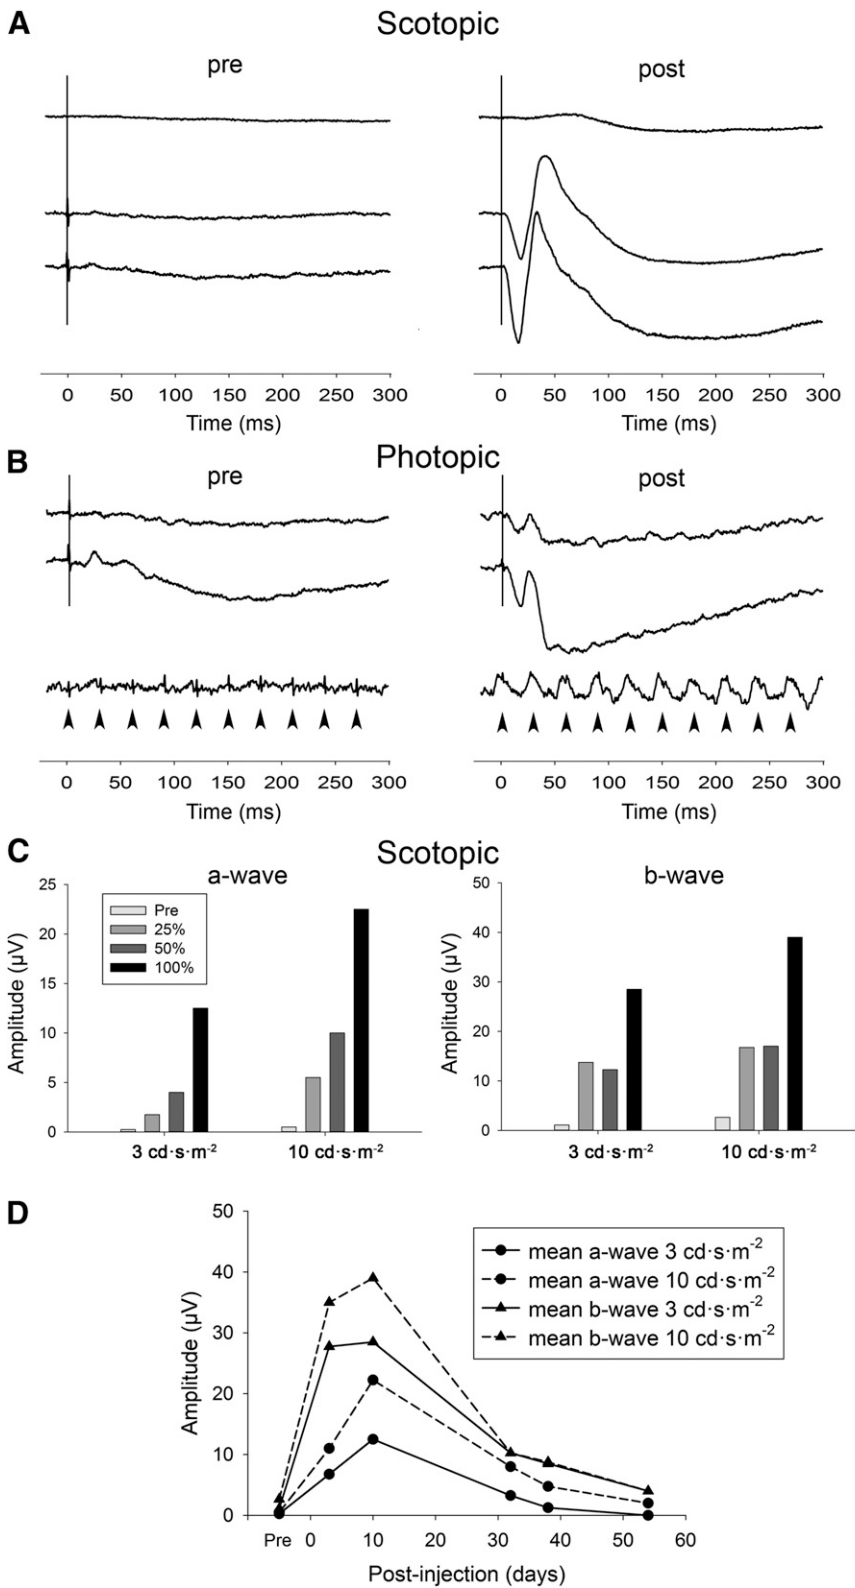 A
Scotopic
pre
post
0 50 100 150 200 250 300
Time (ms)
0 50 100 150 200 250 300
Time (ms)
B
Photopic
pre
post
0 50 100 150 200 250 300
Time (ms)
0 50 100 150 200 250 300
Time (ms)
C
Scotopic
a-wave
Amplitude (µV)
25
20
15
10
5
0
Pre
25%
50%
100%
3 cd·s·m-2
10 cd·s·m-2
b-wave
Amplitude (µV)
50
40
30
20
10
0
3 cd·s·m-2
10 cd·s·m-2
D
Amplitude (µV)
50
40
30
20
10
0
mean a-wave 3 cd·s·m-2
mean a-wave 10 cd·s·m-2
mean b-wave 3 cd·s·m-2
mean b-wave 10 cd·s·m-2
Pre 0 10 20 30 40 50 60
Post-injection (days)